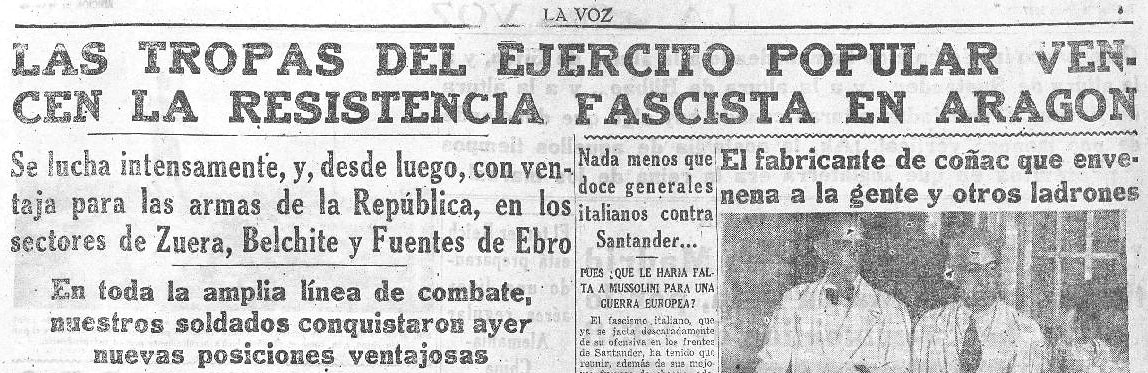 LA VOZ
LAS TROPAS DEL EJERCITO POPULAR VEN-
CEN LA RESISTENCIA FASCISTA EN ARAGON
Se lucha intensamente, y, desde luego, con ven-
taja para las armas de la República, en los
sectores de Zuera, Belchite y Fuentes de Ebro
En toda la amplia línea de combate,
nuestros soldados conquistaron ayer
nuevas posiciones ventajosas
Nada menos que
doce generales
italianos contra
Santander...
PUES ¿QUE LE HARIA FAL-
TA A MUSSOLINI PARA UNA
GUERRA EUROPEA?
El fascismo italiano, que
ya se jacta descaradamente
de su ofensiva en los frentes
de Santander, ha tenido que
reunir, además de sus mejo-
El fabricante de coñac que enve-
nena a la gente y otros ladrones